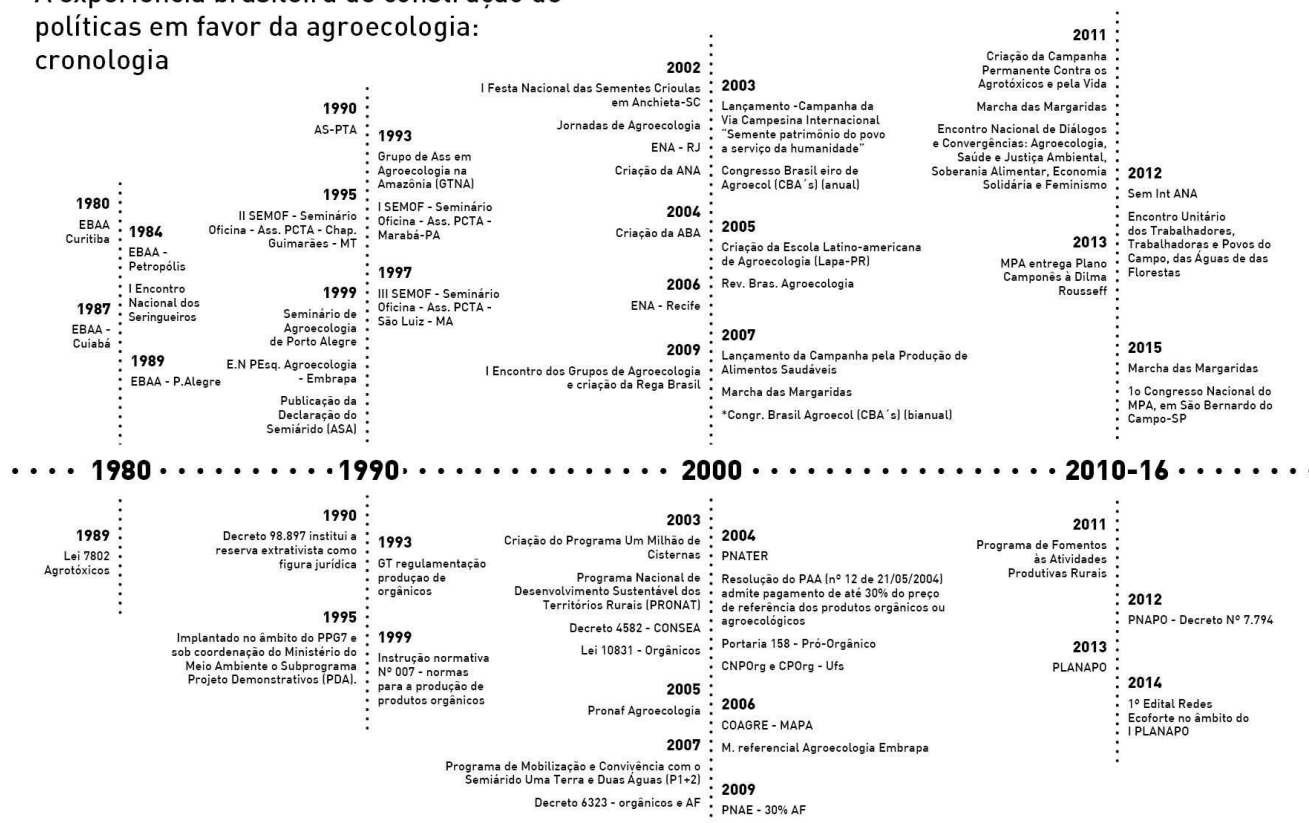 A experiência brasileira de construção de
políticas em favor da agroecologia:
cronologia
1980
EBAA
Curitiba
1984
EBAA -
Petropólis
I Encontro
Nacional dos
Seringueiros
1987
EBAA -
Cuiabá
1989
EBAA - P.Alegre
1990
AS-PTA
1993
Grupo de Ass em
Agroecologia na
Amazônia (GTNA)
I SEMOF - Seminário
Oficina - Ass. PCTA -
Marabá-PA
1995
II SEMOF - Seminário
Oficina - Ass. PCTA - Chap.
Guimarães - MT
1997
III SEMOF - Seminário
Oficina - Ass. PCTA -
São Luiz - MA
1999
Seminário de
Agroecologia
de Porto Alegre
E.N PEsq. Agroecologia
- Embrapa
Publicação da
Declaração do
Semiárido (ASA)
2002
I Festa Nacional das Sementes Crioulas
em Anchieta-SC
Jornadas de Agroecologia
ENA - RJ
Criação da ANA
2003
Lançamento -Campanha da
Via Campesina Internacional
“Semente patrimônio do povo
a serviço da humanidade”
Congresso Brasil eiro de
Agroecol (CBA´s) (anual)
2004
Criação da ABA
2005
Criação da Escola Latino-americana
de Agroecologia (Lapa-PR)
Rev. Bras. Agroecologia
2006
ENA - Recife
2007
Lançamento da Campanha pela Produção de
Alimentos Saudáveis
Marcha das Margaridas
*Congr. Brasil Agroecol (CBA´s) (bianual)
2009
I Encontro dos Grupos de Agroecologia
e criação da Rega Brasil
2011
Criação da Campanha
Permanente Contra os
Agrotóxicos e pela Vida
Marcha das Margaridas
Encontro Nacional de Diálogos
e Convergências: Agroecologia,
Saúde e Justiça Ambiental,
Soberania Alimentar, Economia
Solidária e Feminismo
2012
Sem Int ANA
Encontro Unitário
dos Trabalhadores,
Trabalhadoras e Povos do
Campo, das Águas de das
Florestas
2013
MPA entrega Plano
Camponês à Dilma
Rousseff
2015
Marcha das Margaridas
1o Congresso Nacional do
MPA, em São Bernardo do
Campo-SP
1980
1990
2000
2010-16
1989
Lei 7802
Agrotóxicos
1990
Decreto 98.897 institui a
reserva extrativista como
figura jurídica
1993
GT regulamentação
produçao de
orgânicos
1995
Implantado no âmbito do PPG7 e
sob coordenação do Ministério do
Meio Ambiente o Subprograma
Projeto Demonstrativos (PDA).
1999
Instrução normativa
Nº 007 - normas
para a produção de
produtos orgânicos
2003
Criação do Programa Um Milhão de
Cisternas
Programa Nacional de
Desenvolvimento Sustentável dos
Territórios Rurais (PRONAT)
Decreto 4582 - CONSEA
Lei 10831 - Orgânicos
2004
PNATER
Resolução do PAA (nº 12 de 21/05/2004)
admite pagamento de até 30% do preço
de referência dos produtos orgânicos ou
agroecológicos
Portaria 158 - Pró-Orgânico
CNPOrg e CPOrg - Ufs
2005
Pronaf Agroecologia
2006
COAGRE - MAPA
M. referencial Agroecologia Embrapa
2007
Programa de Mobilização e Convivência com o
Semiárido Uma Terra e Duas Águas (P1+2)
Decreto 6323 - orgânicos e AF
2009
PNAE - 30% AF
2011
Programa de Fomentos
às Atividades
Produtivas Rurais
2012
PNAPO - Decreto Nº 7.794
2013
PLANAPO
2014
1º Edital Redes
Ecoforte no âmbito do
I PLANAPO